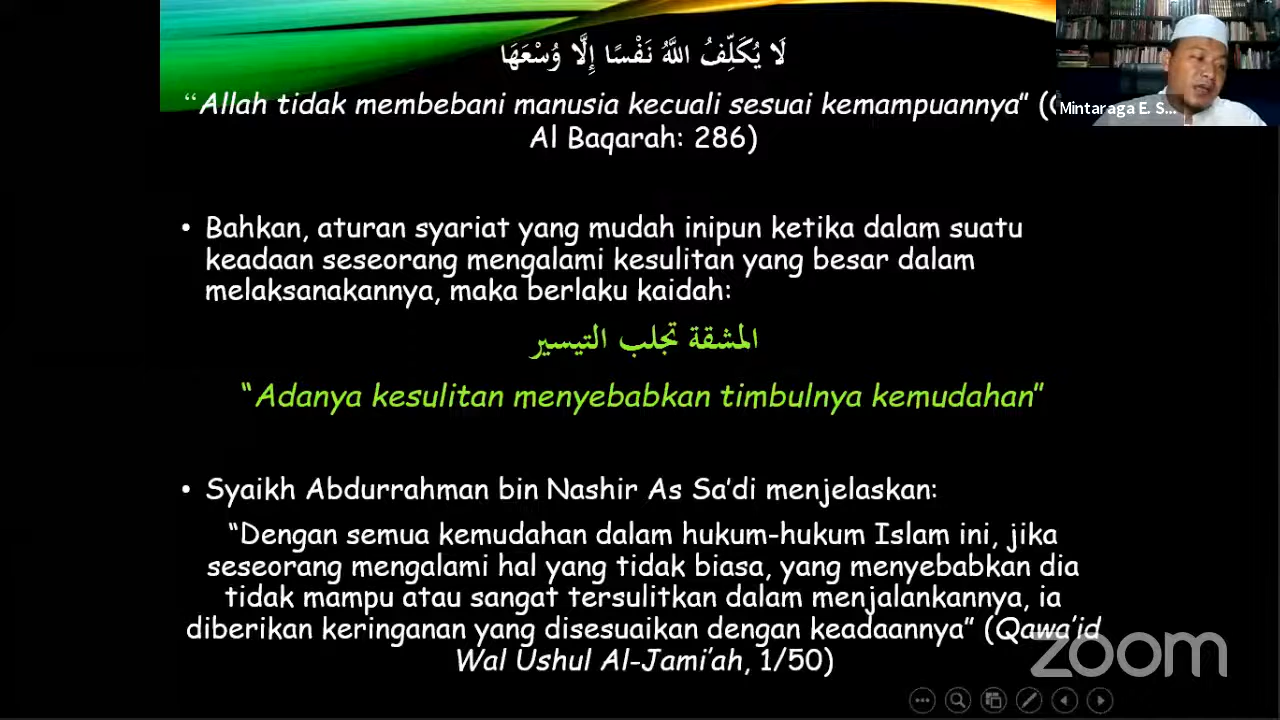 لَا يُكَلِّفُ اللَّهُ نَفْسًا إِلَّا وُسْعَهَا
“Allah tidak membebani manusia kecuali sesuai kemampuannya” (
Al Baqarah: 286)
Mintaraga E. S...
• Bahkan, aturan syariat yang mudah inipun ketika dalam suatu
keadaan seseorang mengalami kesulitan yang besar dalam
melaksanakannya, maka berlaku kaidah:
المشقة تجلب التيسير
“Adanya kesulitan menyebabkan timbulnya kemudahan”
• Syaikh Abdurrahman bin Nashir As Sa’di menjelaskan:
“Dengan semua kemudahan dalam hukum-hukum Islam ini, jika
seseorang mengalami hal yang tidak biasa, yang menyebabkan dia
tidak mampu atau sangat tersulitkan dalam menjalankannya, ia
diberikan keringanan yang disesuaikan dengan keadaannya” (Qawa’id
Wal Ushul Al-Jami’ah, 1/50)
zoom